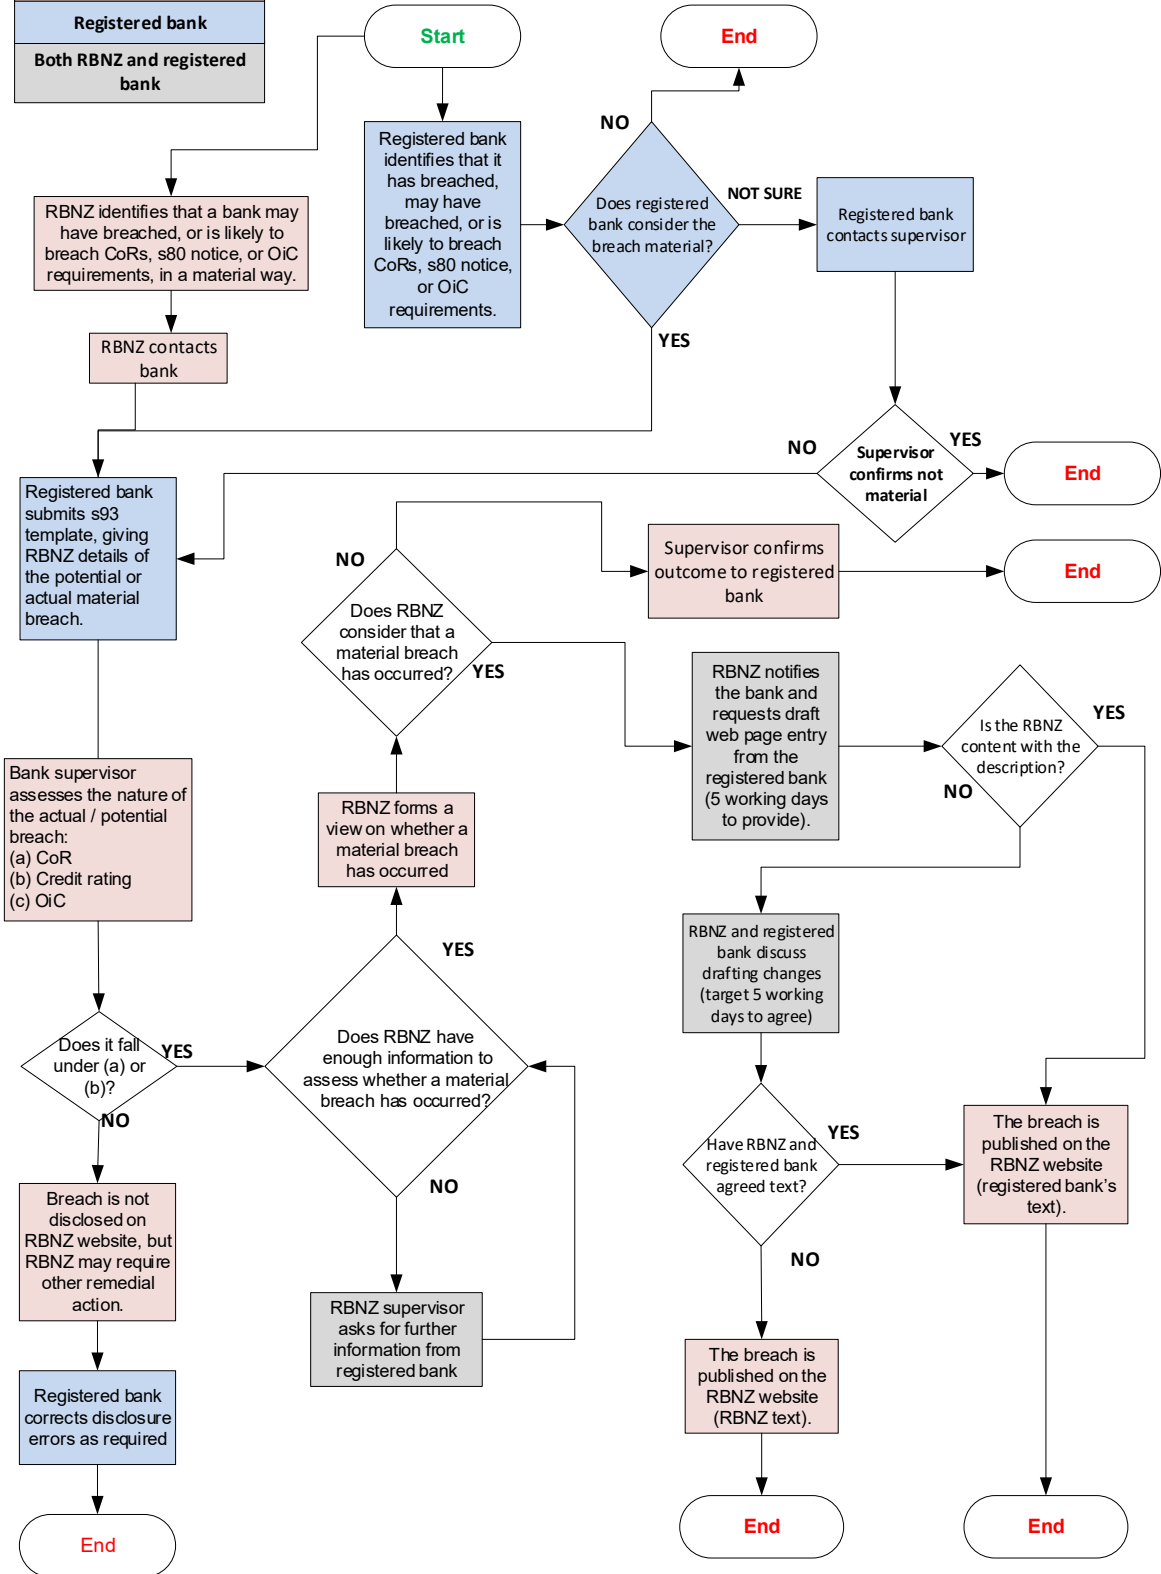 Registered bank
Both RBNZ and registered
bank
Start
End
Registered bank
identifies that it
has breached,
may have
breached, or is
likely to breach
CoRs, s80 notice,
or OiC
requirements.
NO
Does registered
bank consider the
breach material?
NOT SURE
YES
Registered bank
contacts supervisor
RBNZ identifies that a bank may
have breached, or is likely to
breach CoRs, s80 notice, or OiC
requirements, in a material way.
RBNZ contacts
bank
NO
Supervisor
confirms not
material
YES
End
Registered bank
submits s93
template, giving
RBNZ details of
the potential or
actual material
breach.
NO
Does RBNZ
consider that a
material breach
has occurred?
YES
Supervisor confirms
outcome to registered
bank
End
RBNZ notifies
the bank and
requests draft
web page entry
from the
registered bank
(5 working days
to provide).
Is the RBNZ
content with the
description?
YES
NO
Bank supervisor
assesses the nature of
the actual / potential
breach:
(a) CoR
(b) Credit rating
(c) OiC
RBNZ forms a
view on whether a
material breach
has occurred
YES
RBNZ and registered
bank discuss
drafting changes
(target 5 working
days to agree)
Does it fall
under (a) or
(b)?
YES
NO
Does RBNZ have
enough information to
assess whether a material
breach has occurred?
NO
Have RBNZ and
registered bank
agreed text?
YES
NO
The breach is
published on the
RBNZ website
(registered bank’s
text).
Breach is not
disclosed on
RBNZ website, but
RBNZ may require
other remedial
action.
RBNZ supervisor
asks for further
information from
registered bank
The breach is
published on the
RBNZ website
(RBNZ text).
Registered bank
corrects disclosure
errors as required
End
End
End